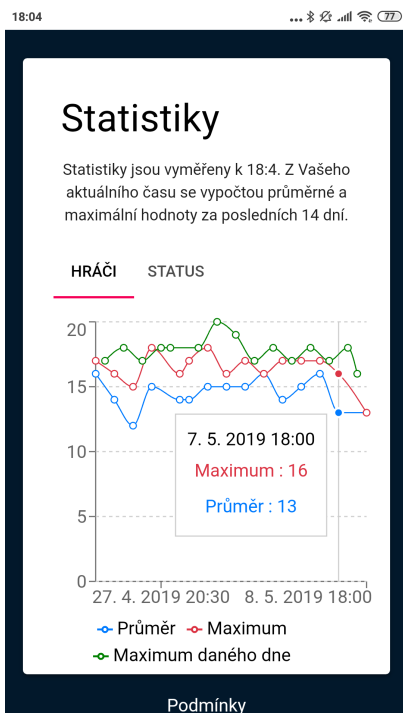 18:04
77
Statistiky
Statistiky jsou vyměřeny k 18:4. Z Vašeho
aktuálního času se vypočtou průměrné a
maximální hodnoty za posledních 14 dní.
HRÁČI STATUS
20
15
10
5
0
7. 5. 2019 18:00
Maximum : 16
Průměr : 13
27. 4. 2019 20:30 8. 5. 2019 18:00
Průměr Maximum
Maximum daného dne
Podmínky